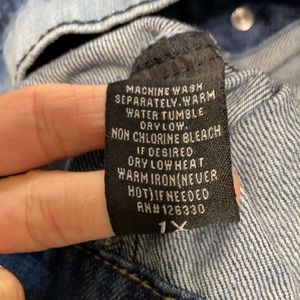 MACHINE WASH
SEPARATELY. WARM
WATER TUMBLE
DRY LOW.
NON CHLORINE BLEACH
IF DESIRED
DRY LOW HEAT
WARM IRON(NEVER
HOT) IF NEEDED
RN#126330
1X